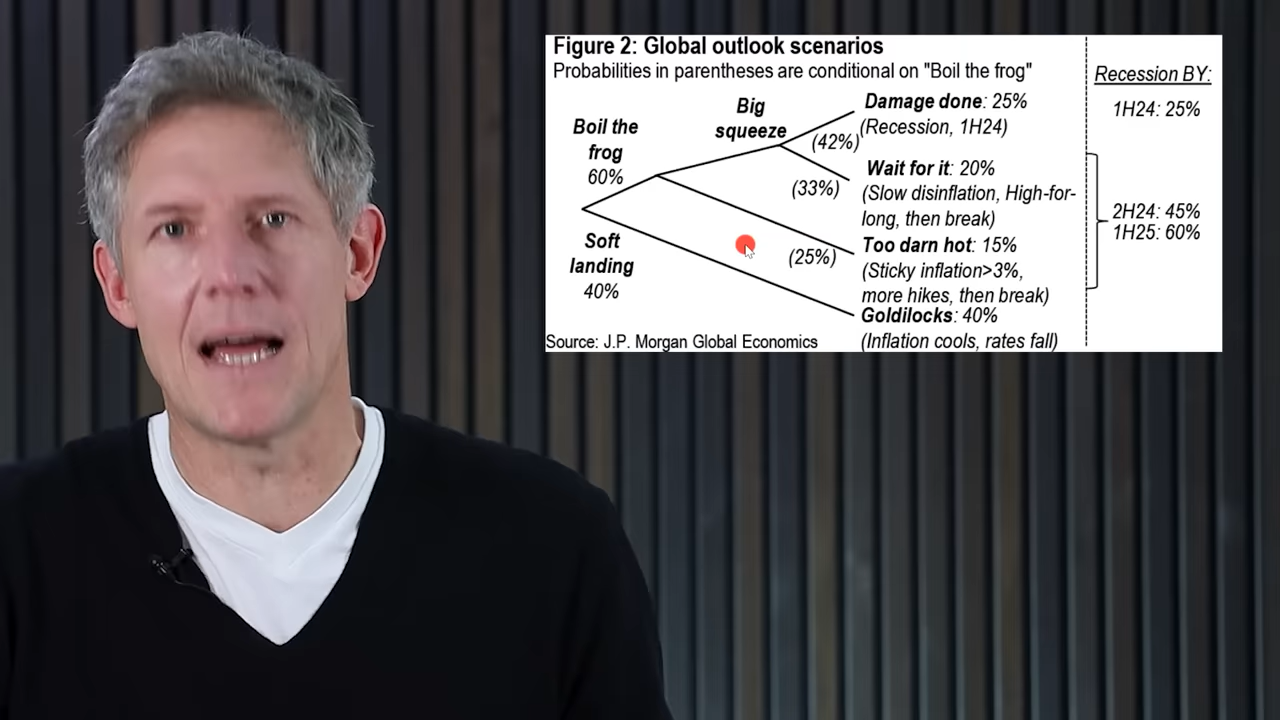 Figure 2: Global outlook scenarios
Probabilities in parentheses are conditional on "Boil the frog"
Boil the
frog
60%
Soft
landing
40%
Big
squeeze
(42%)
(33%)
(25%)
Damage done: 25%
(Recession, 1H24)
Wait for it: 20%
(Slow disinflation, High-for-
long, then break)
Too darn hot: 15%
(Sticky inflation>3%,
more hikes, then break)
Goldilocks: 40%
(Inflation cools, rates fall)
Recession BY:
1H24: 25%
2H24: 45%
1H25: 60%
Source: J.P. Morgan Global Economics